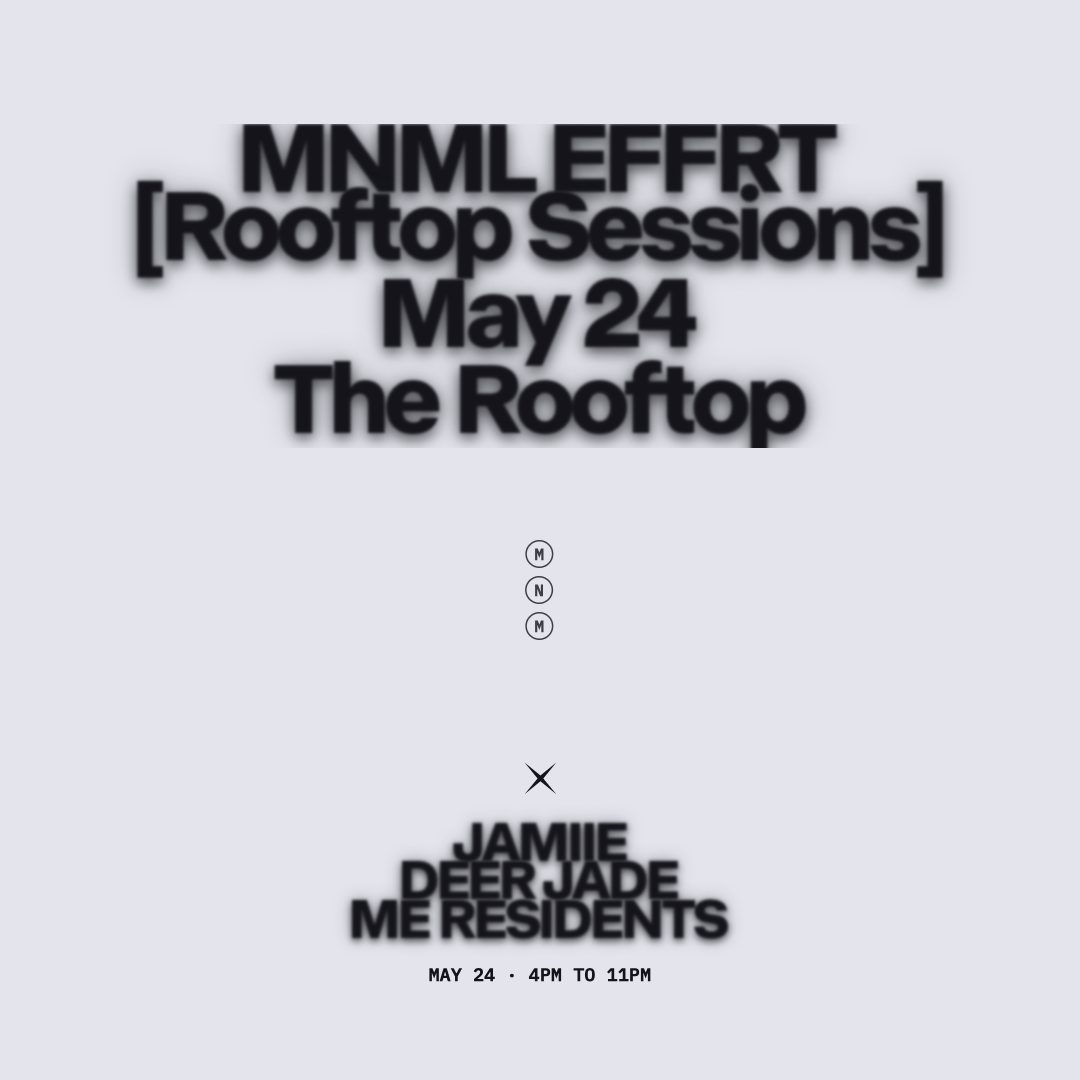 MNML EFFRT
[Rooftop Sessions]
May 24
The Rooftop
M
N
M
JAMIIE
DEER JADE
ME RESIDENTS
MAY 24 · 4PM TO 11PM